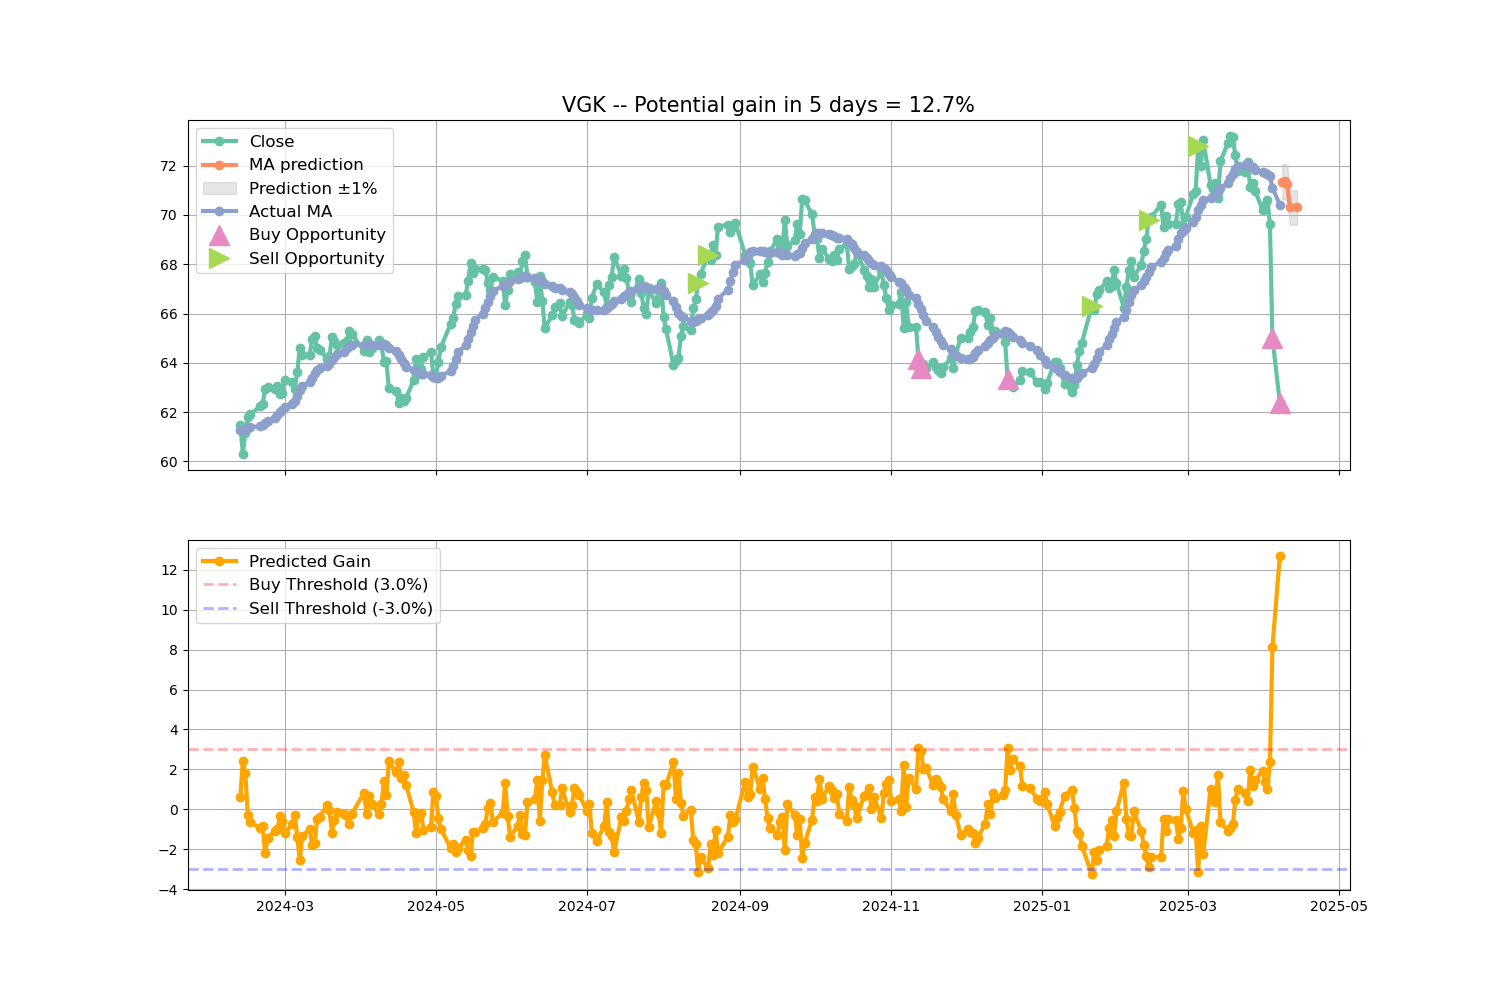 VGK -- Potential gain in 5 days = 12.7%
Close
MA prediction
Prediction ±1%
Actual MA
Buy Opportunity
Sell Opportunity
72
70
68
66
64
62
60
Predicted Gain
Buy Threshold (3.0%)
Sell Threshold (-3.0%)
12
10
8
6
4
2
0
−2
−4
2024-03
2024-05
2024-07
2024-09
2024-11
2025-01
2025-03
2025-05